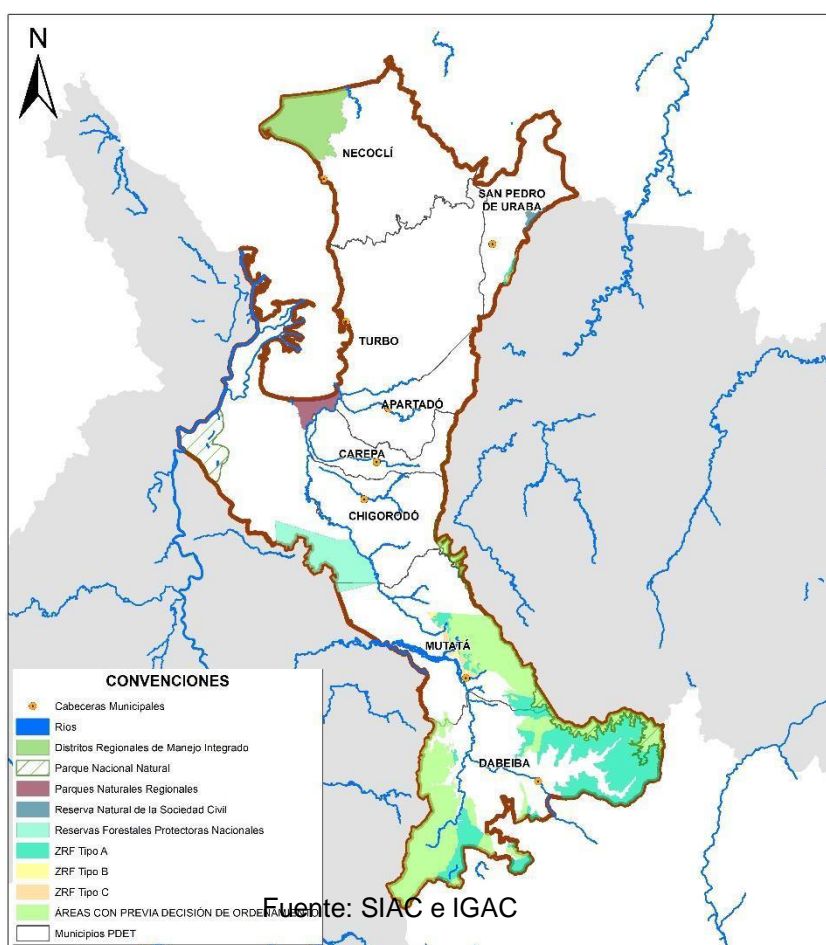 N
NECOCLÍ
SAN PEDRO
DE URABA
TURBO
APARTADÓ
CAREPA
CHIGORODÓ
MUTATÁ
DABEIBA
CONVENCIONES
Cabeceras Municipales
Rios
Distritos Regionales de Manejo Integrado
Parque Nacional Natural
Parques Naturales Regionales
Reserva Natural de la Sociedad Civil
Reservas Forestales Protectoras Nacionales
ZRF Tipo A
ZRF Tipo B
ZRF Tipo C
ÁREAS CON PREVIA DECISIÓN DE ORDENAMIENTO
Municipios PDET
Fuente: SIAC e IGAC